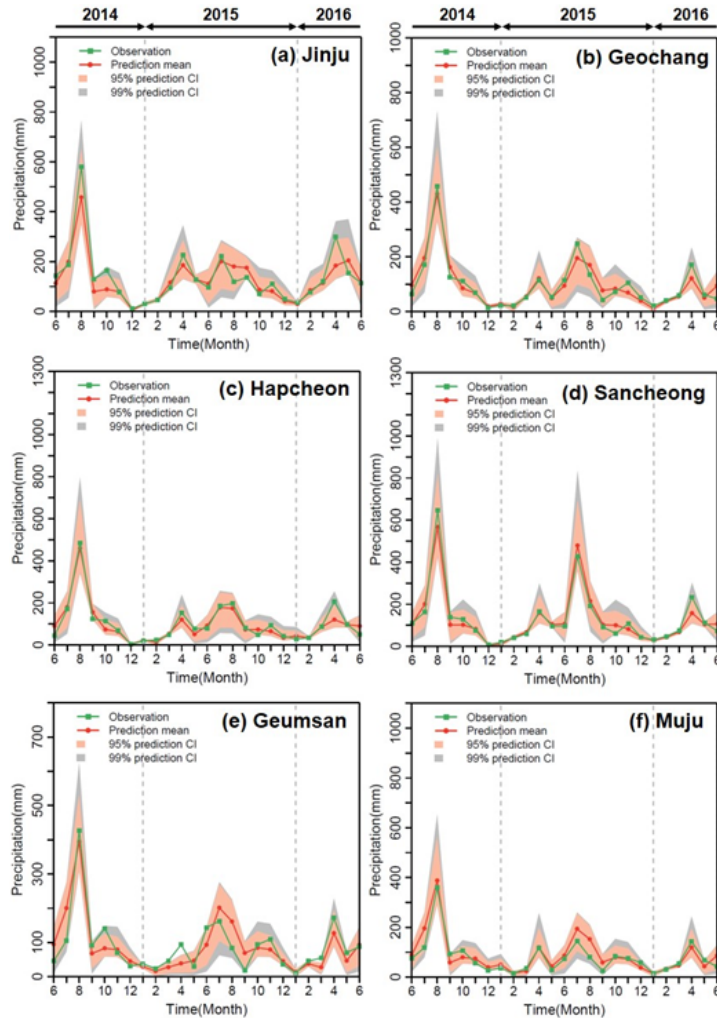 2014 2015 2016 2014 2015 2016
(a) Jinju
Observation
Prediction mean
95% prediction CI
99% prediction CI
Precipitation(mm)
1000
800
600
400
200
0
6 8 10 12 2 4 6 8 10 12 2 4 6
Time(Month)
(b) Geochang
Observation
Prediction mean
95% prediction CI
99% prediction CI
Precipitation(mm)
1000
800
600
400
200
0
6 8 10 12 2 4 6 8 10 12 2 4 6
Time(Month)
(c) Hapcheon
Observation
Prediction mean
95% prediction CI
99% prediction CI
Precipitation(mm)
1300
1000
800
600
400
200
0
6 8 10 12 2 4 6 8 10 12 2 4 6
Time(Month)
(d) Sancheong
Observation
Prediction mean
95% prediction CI
99% prediction CI
Precipitation(mm)
1300
1000
800
600
400
200
0
6 8 10 12 2 4 6 8 10 12 2 4 6
Time(Month)
(e) Geumsan
Observation
Prediction mean
95% prediction CI
99% prediction CI
Precipitation(mm)
700
500
300
100
0
6 8 10 12 2 4 6 8 10 12 2 4 6
Time(Month)
(f) Muju
Observation
Prediction mean
95% prediction CI
99% prediction CI
Precipitation(mm)
1000
800
600
400
200
0
6 8 10 12 2 4 6 8 10 12 2 4 6
Time(Month)